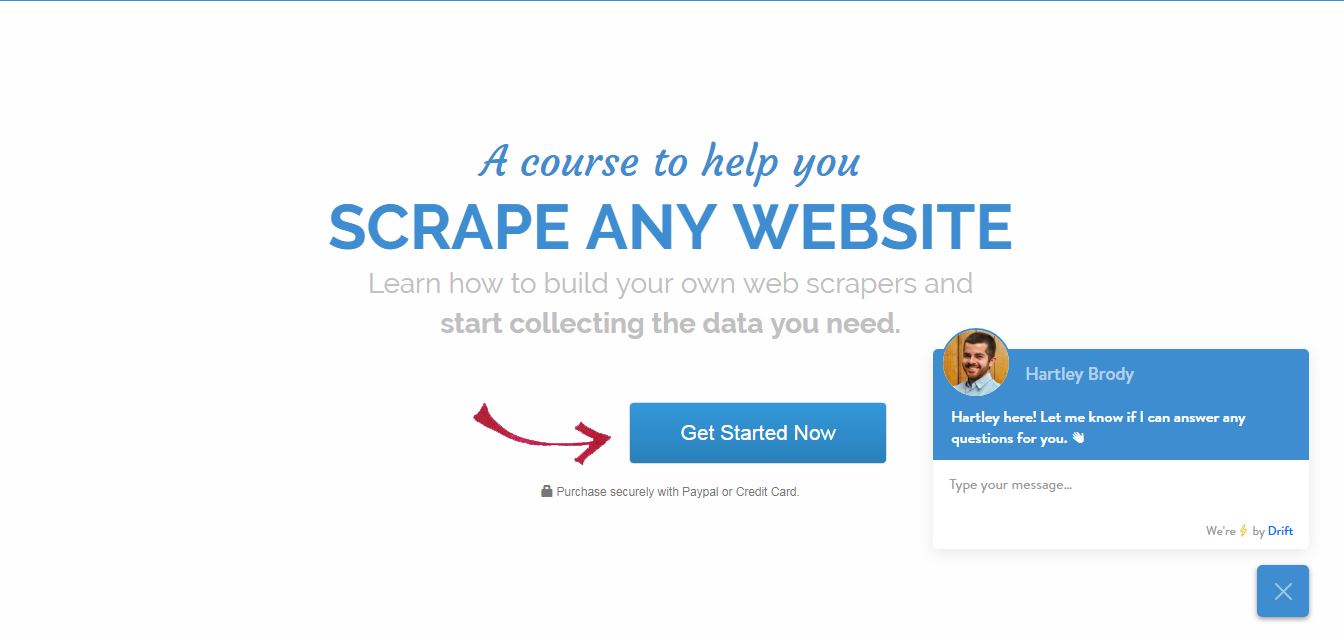 A course to help you
SCRAPE ANY WEBSITE
Learn how to build your own web scrapers and
start collecting the data you need.
Get Started Now
Purchase securely with Paypal or Credit Card.
Hartley Brody
Hartley here! Let me know if I can answer any
questions for you. 👋
Type your message...
We're ⚡ by Drift